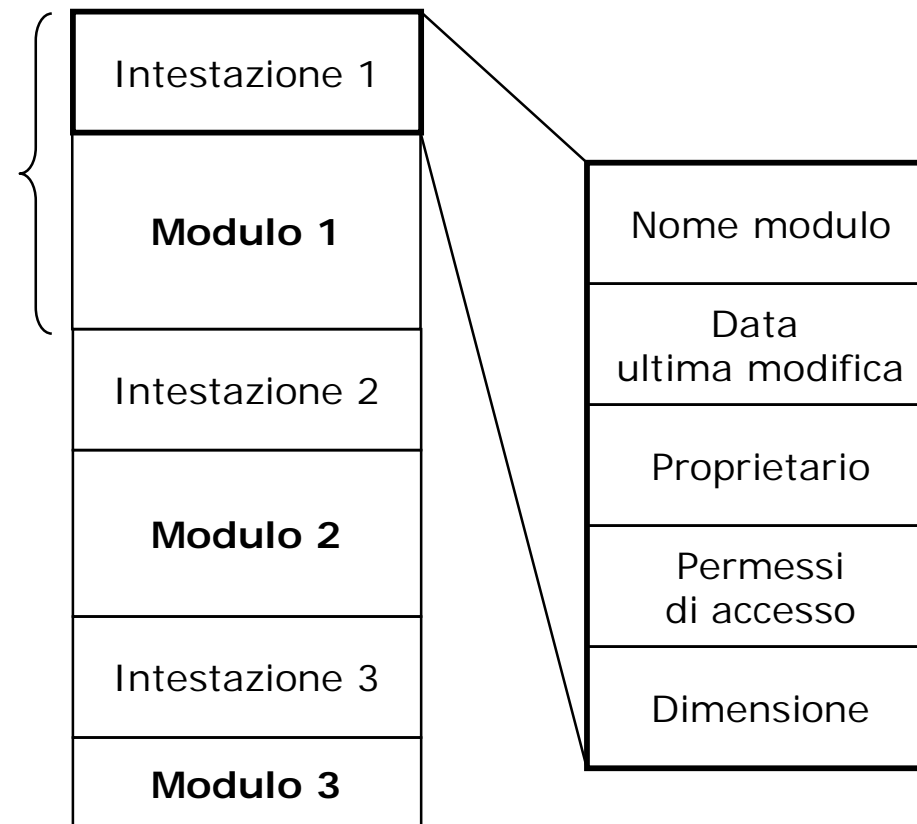 Intestazione 1
Modulo 1
Intestazione 2
Modulo 2
Intestazione 3
Modulo 3
Nome modulo
Data
ultima modifica
Proprietario
Permessi
di accesso
Dimensione